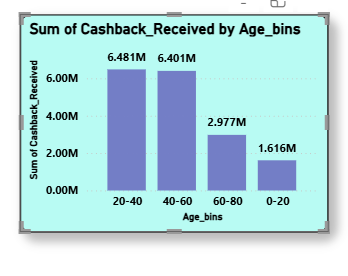 Sum of Cashback_Received by Age_bins
Sum of Cashback_Received
6.00M
4.00M
2.00M
0.00M
6.481M
6.401M
2.977M
1.616M
20-40
40-60
60-80
0-20
Age_bins